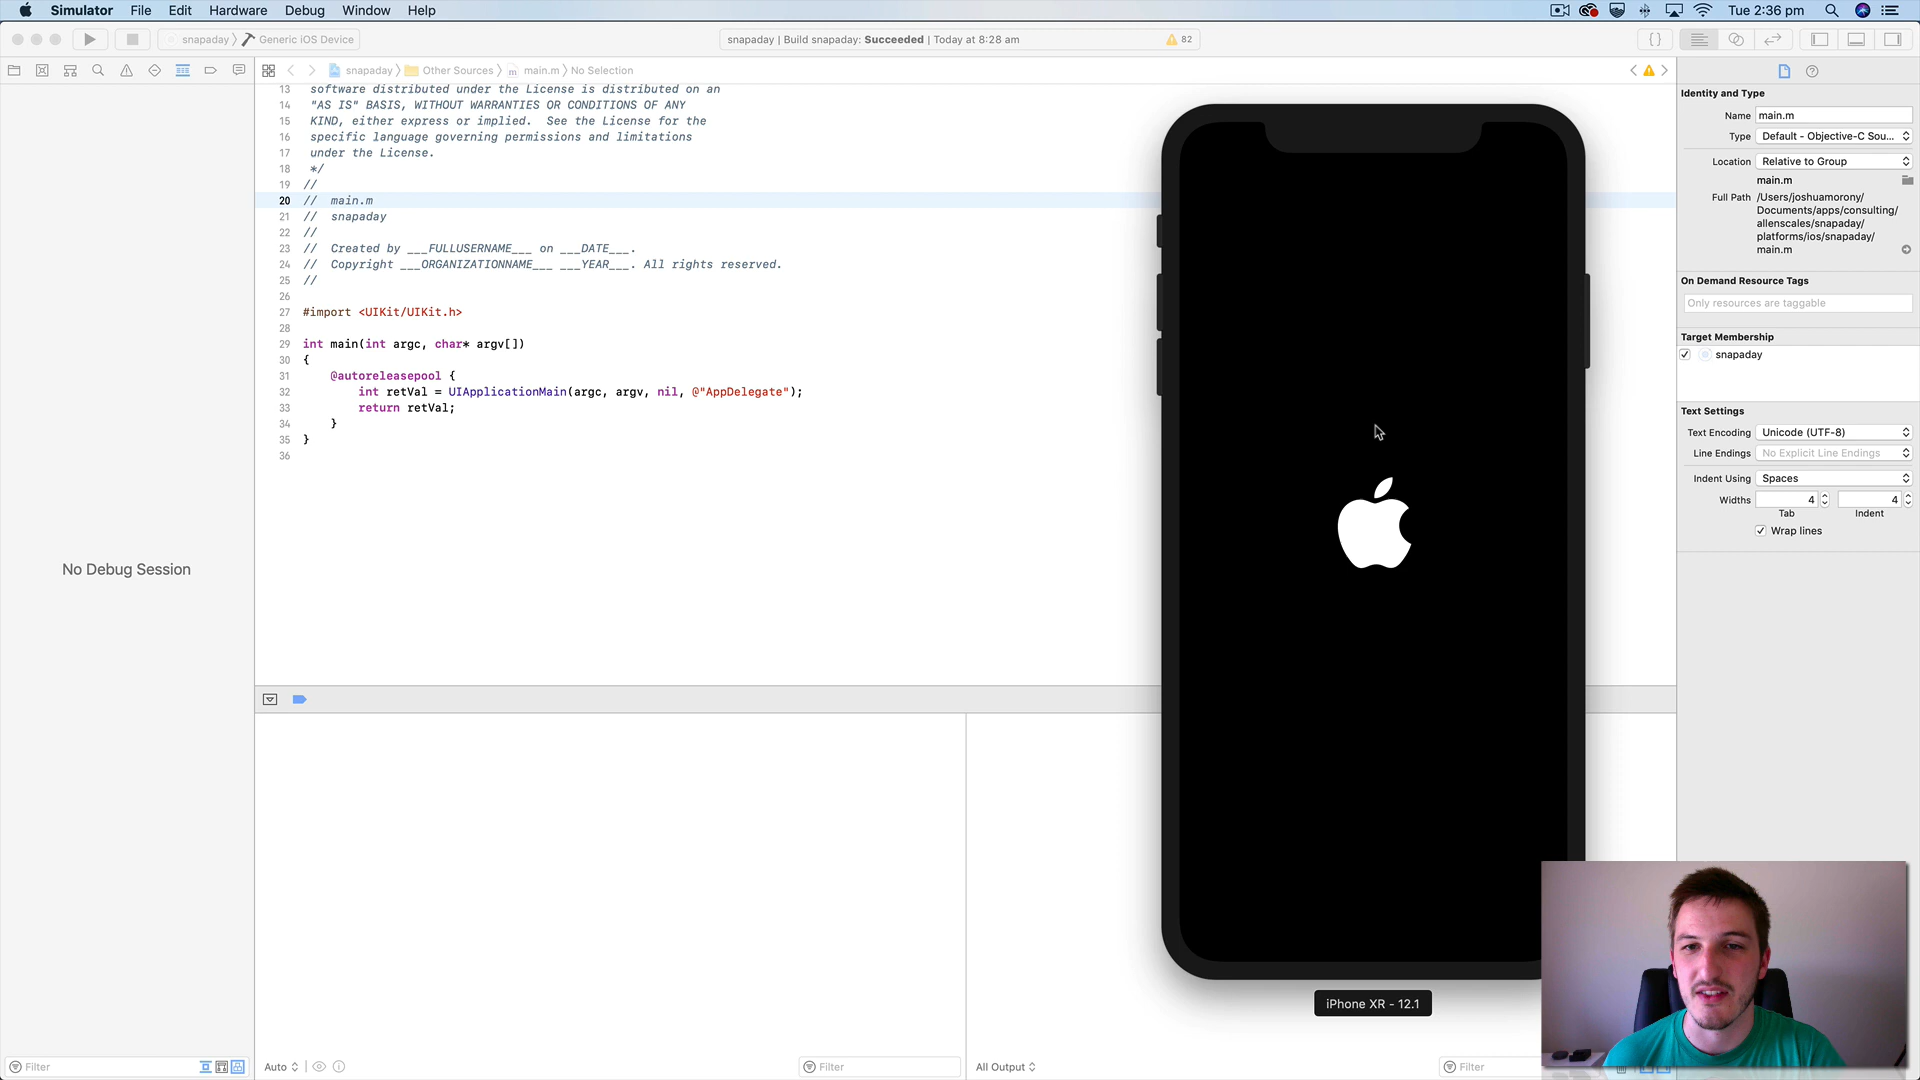 Simulator File Edit Hardware Debug Window Help
Tue 2:36 pm
snapaday Generic iOS Device
snapaday | Build snapaday: Succeeded | Today at 8:28 am
82
snapaday Other Sources main.m No Selection
13 software distributed under the License is distributed on an
14 "AS IS" BASIS, WITHOUT WARRANTIES OR CONDITIONS OF ANY
15 KIND, either express or implied. See the License for the
16 specific language governing permissions and limitations
17 under the License.
18 */
19 //
20 // main.m
21 // snapaday
22 //
23 // Created by ___FULLUSERNAME___ on ___DATE___.
24 // Copyright ___ORGANIZATIONNAME___ ___YEAR___. All rights reserved.
25 //
26
27 #import <UIKit/UIKit.h>
28
29 int main(int argc, char* argv[])
30 {
31 @autoreleasepool {
32 int retVal = UIApplicationMain(argc, argv, nil, @"AppDelegate");
33 return retVal;
34 }
35 }
36
No Debug Session
iPhone XR - 12.1
Identity and Type
Name main.m
Type Default - Objective-C Sou...
Location Relative to Group
main.m
Full Path /Users/joshuamorony/
Documents/apps/consulting/
allenscales/snapaday/
platforms/ios/snapaday/
main.m
On Demand Resource Tags
Only resources are taggable
Target Membership
snapaday
Text Settings
Text Encoding Unicode (UTF-8)
Line Endings No Explicit Line Endings
Indent Using Spaces
Widths 4 4
Tab Indent
Wrap lines
Filter
Auto
Filter
All Output
Filter